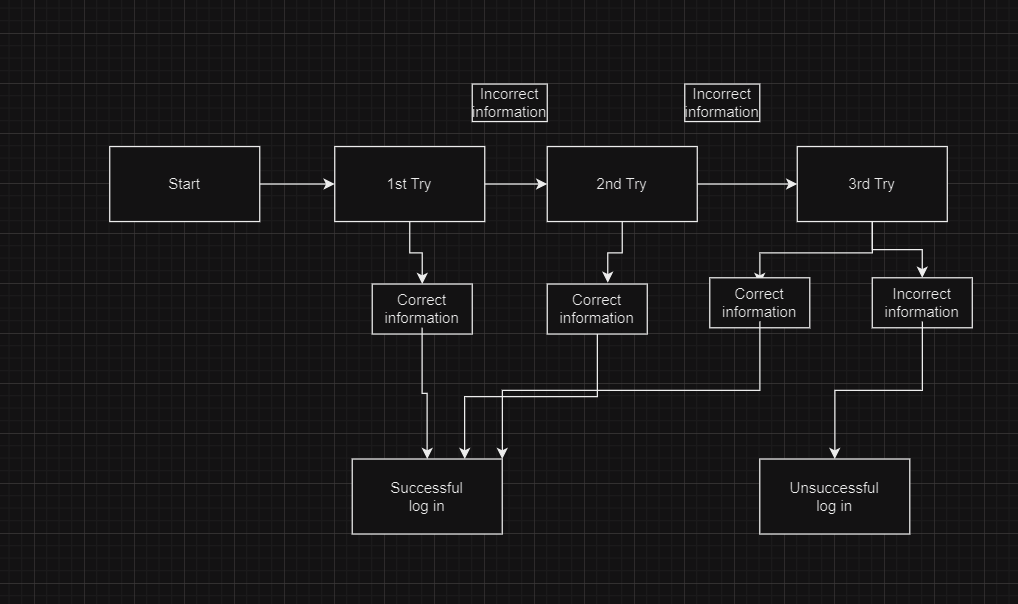 Incorrect
information
Incorrect
information
Start
1st Try
2nd Try
3rd Try
Correct
information
Correct
information
Correct
information
Incorrect
information
Successful
log in
Unsuccessful
log in